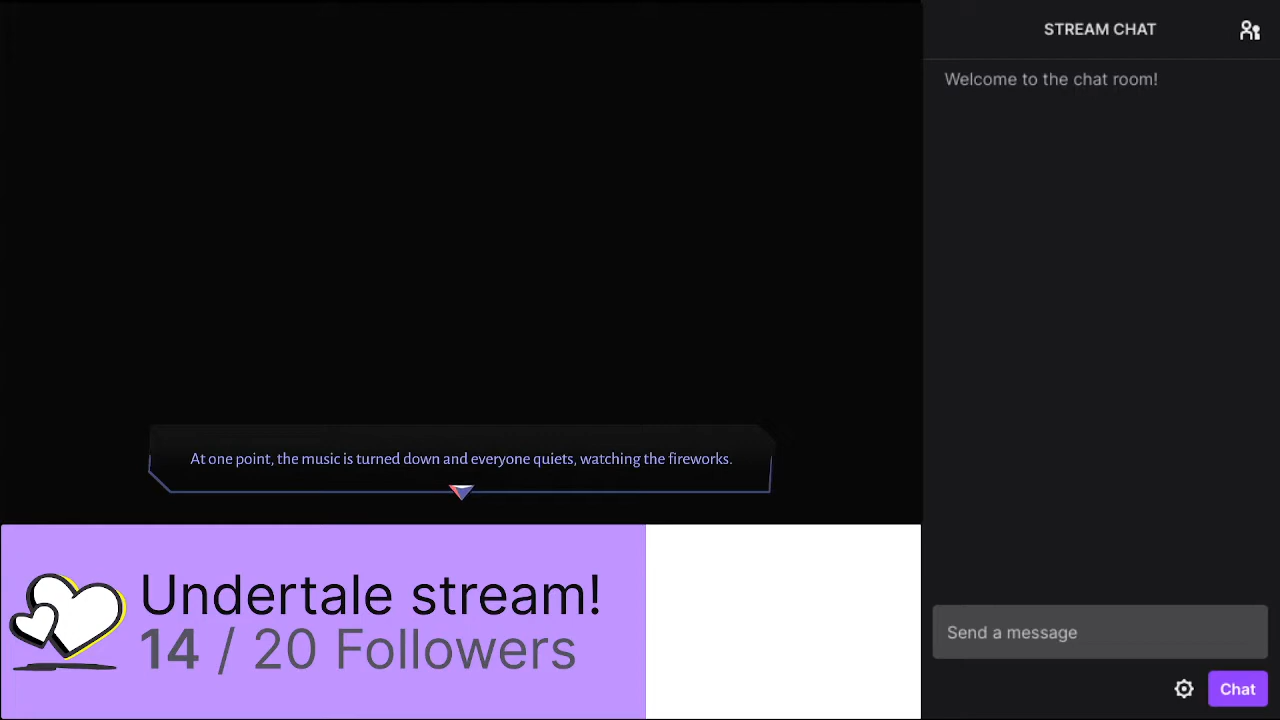 STREAM CHAT
Welcome to the chat room!
At one point, the music is turned down and everyone quiets, watching the fireworks.
Undertale stream!
14 / 20 Followers
Send a message
Chat